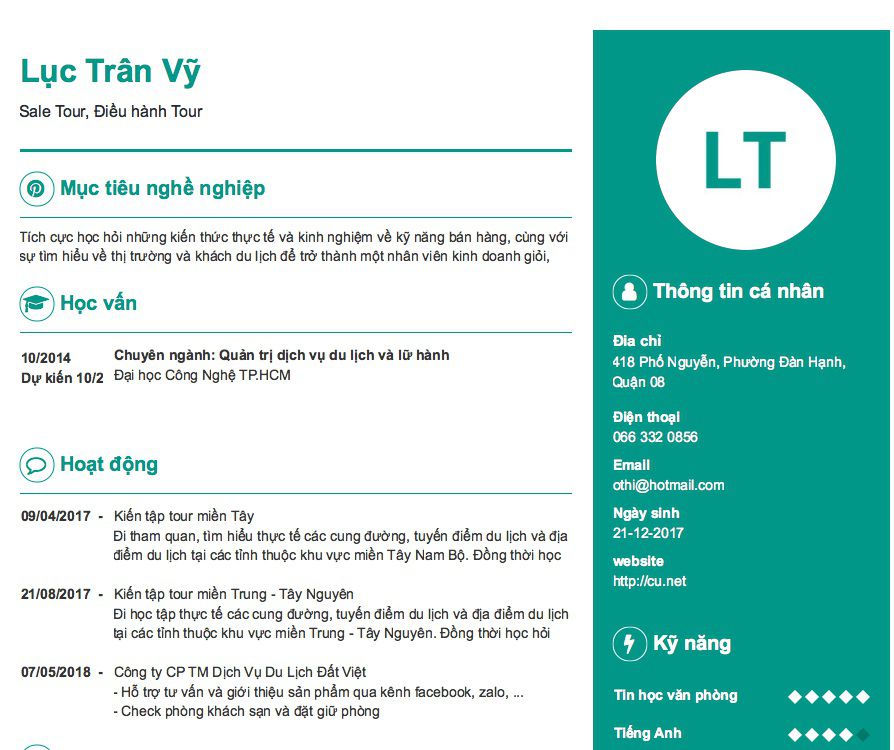 Lục Trân Vỹ
Sale Tour, Điều hành Tour
Mục tiêu nghề nghiệp
Tích cực học hỏi những kiến thức thực tế và kinh nghiệm về kỹ năng bán hàng, cùng với
sự tìm hiểu về thị trường và khách du lịch để trở thành một nhân viên kinh doanh giỏi,
Học vấn
10/2014
Dự kiến 10/2
Chuyên ngành: Quản trị dịch vụ du lịch và lữ hành
Đại học Công Nghệ TP.HCM
Hoạt động
09/04/2017 - Kiến tập tour miền Tây
Đi tham quan, tìm hiểu thực tế các cung đường, tuyến điểm du lịch và địa
điểm du lịch tại các tỉnh thuộc khu vực miền Tây Nam Bộ. Đồng thời học
21/08/2017 - Kiến tập tour miền Trung - Tây Nguyên
Đi học tập thực tế các cung đường, tuyến điểm du lịch và địa điểm du lịch
tại các tỉnh thuộc khu vực miền Trung - Tây Nguyên. Đồng thời học hỏi
07/05/2018 - Công ty CP TM Dịch Vụ Du Lịch Đất Việt
- Hỗ trợ tư vấn và giới thiệu sản phẩm qua kênh facebook, zalo, ...
- Check phòng khách sạn và đặt giữ phòng
LT
Thông tin cá nhân
Địa chỉ
418 Phố Nguyễn, Phường Đàn Hạnh,
Quận 08
Điện thoại
066 332 0856
Email
othi@hotmail.com
Ngày sinh
21-12-2017
website
http://cu.net
Kỹ năng
Tin học văn phòng
Tiếng Anh